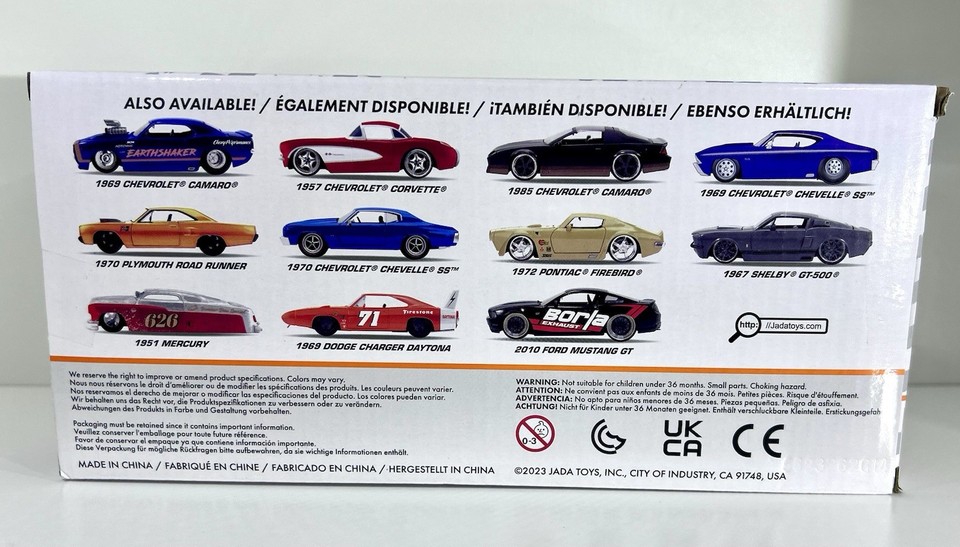 ALSO AVAILABLE! / ÉGALEMENT DISPONIBLE! / ¡TAMBIÉN DISPONIBLE! / EBENSO ERHÄLTLICH!
EARTHSHAKER
1969 CHEVROLET® CAMARO®
1957 CHEVROLET® CORVETTE®
1985 CHEVROLET® CAMARO®
1969 CHEVROLET® CHEVELLE® SS™
1970 PLYMOUTH ROAD RUNNER
1970 CHEVROLET® CHEVELLE® SS™
1972 PONTIAC® FIREBIRD®
1967 SHELBY® GT-500®
626
71
Firestone
Borla
EXHAUST
http: //Jadatoys.com
1951 MERCURY
1969 DODGE CHARGER DAYTONA
2010 FORD MUSTANG GT
We reserve the right to improve or amend product specifications. Colors may vary.
Nous nous réservons le droit d'améliorer ou de modifier les spécifications des produits. Les couleurs peuvent varier.
Nos reservamos el derecho de mejorar o modificar las especificaciones del producto. Los colores pueden variar.
Wir behalten uns das Recht vor, die Produktspezifikationen zu verbessern oder zu verändern.
Abweichungen des Produkts in Farbe und Gestaltung vorbehalten.
Packaging must be retained since it contains important information.
Veuillez conserver l'emballage pour toute future référence.
Favor de conservar el empaque ya que contiene información importante.
Diese Verpackung für mögliche Rückfragen bitte aufbewahren, da sie wichtige Informationen enthält.
MADE IN CHINA / FABRIQUÉ EN CHINE / FABRICADO EN CHINA / HERGESTELLT IN CHINA
WARNING: Not suitable for children under 36 months. Small parts. Choking hazard.
ATTENTION: Ne convient pas aux enfants de moins de 36 mois. Petites pièces. Risque d'étouffement.
ADVERTENCIA: No apto para niños menores de 36 meses. Piezas pequeñas. Peligro de asfixia.
ACHTUNG! Nicht für Kinder unter 36 Monaten geeignet. Enthält verschluckbare Kleinteile. Erstickungsgefahr
0-3
UK
CA
CE
©2023 JADA TOYS, INC., CITY OF INDUSTRY, CA 91748, USA